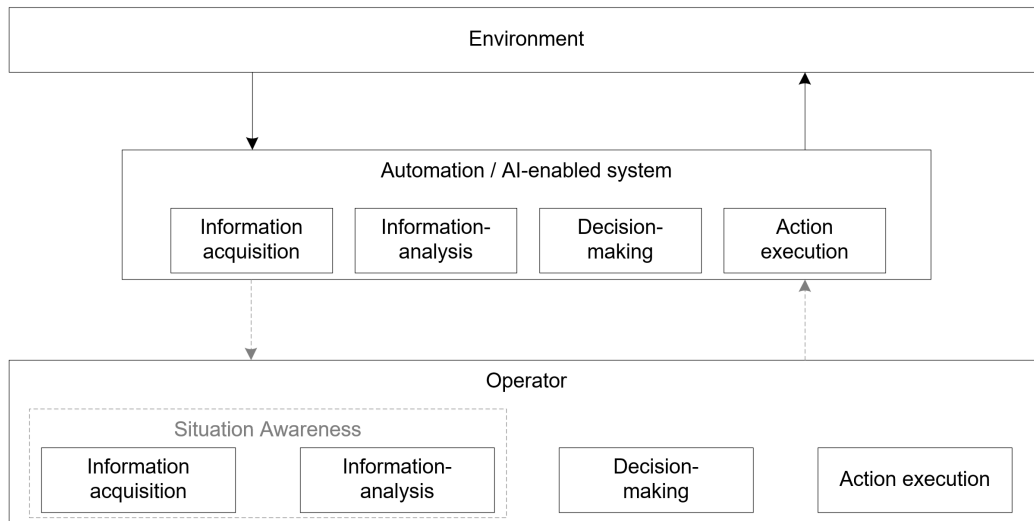 Environment
Automation / AI-enabled system
Information
acquisition
Information-
analysis
Decision-
making
Action
execution
Operator
Situation Awareness
Information
acquisition
Information-
analysis
Decision-
making
Action execution